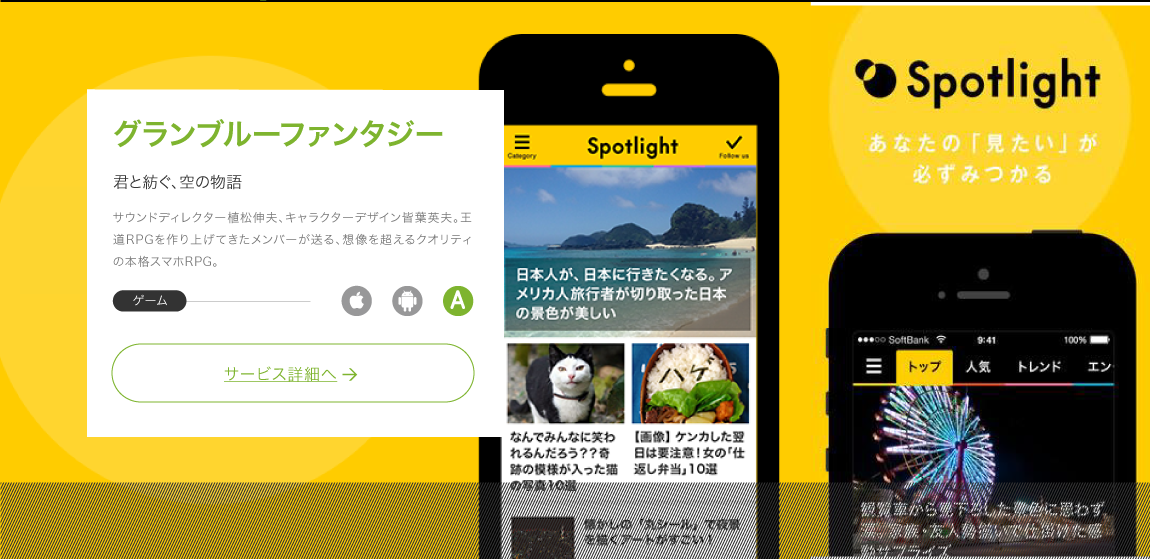 グランブルーファンタジー
君と紡ぐ、空の物語
サウンドディレクター植松伸夫、キャラクターデザイン皆葉英夫。王
道RPGを作り上げてきたメンバーが送る、想像を超えるクオリティ
の本格スマホRPG。
ゲーム
A
サービス詳細へ →
Category
Spotlight
Follow us
日本人が、日本に行きたくなる。ア
メリカ人旅行者が切り取った日本
の景色が美しい
ハゲ
なんでみんなに笑わ
れるんだろう??奇
跡の模様が入った猫
の写真10選
【画像】ケンカした翌
日は要注意!女の「仕
返し弁当」10選
懐かしの「丸シール」で夜景
を描くアートがすごい!
Spotlight
あなたの「見たい」が
必ずみつかる
SoftBank 9:41 100%
トップ 人気 トレンド エン
観覧車から見下ろした景色に思わず
涙。家族・友人勢揃いで仕掛けた感
動サプライズ